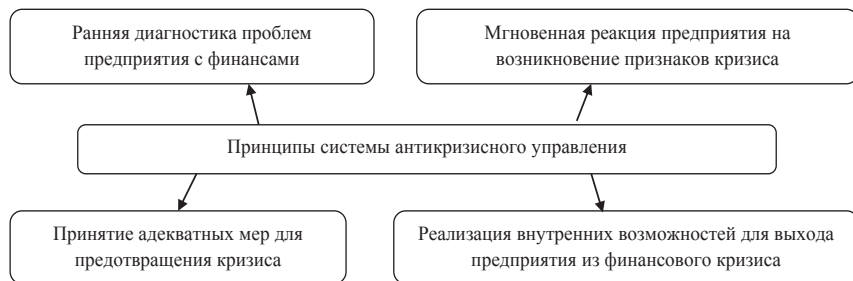 Ранняя диагностика проблем
предприятия с финансами
Мгновенная реакция предприятия на
возникновение признаков кризиса
Принципы системы антикризисного управления
Принятие адекватных мер для
предотвращения кризиса
Реализация внутренних возможностей для выхода
предприятия из финансового кризиса